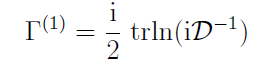 Γ⁽¹⁾ = i/2 trln(i𝒟⁻¹)